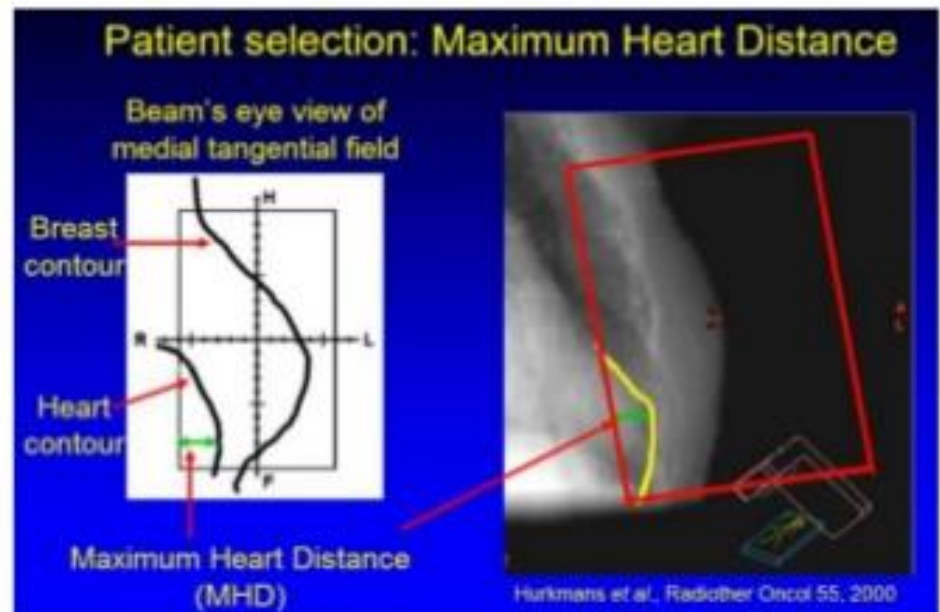 Patient selection: Maximum Heart Distance
Beam's eye view of
medial tangential field
Breast
contour
H
R
L
Heart
contour
F
Maximum Heart Distance
(MHD)
Hurkmans et al., Radiother Oncol 55, 2000